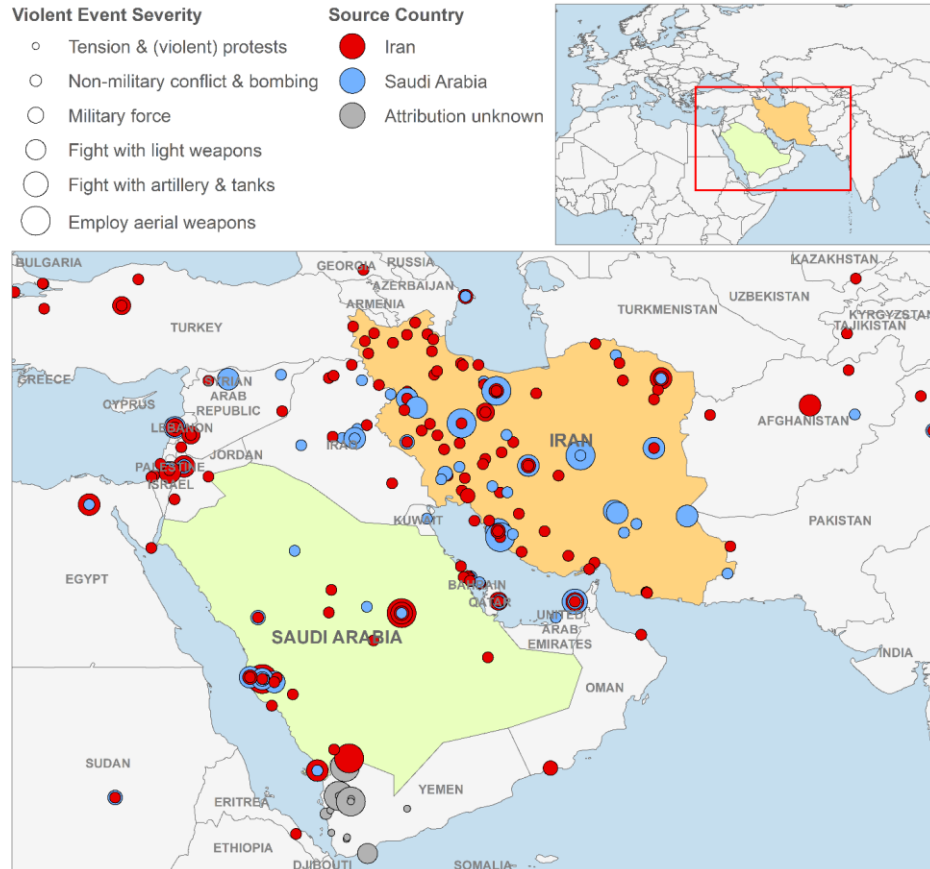 Violent Event Severity
Tension & (violent) protests
Non-military conflict & bombing
Military force
Fight with light weapons
Fight with artillery & tanks
Employ aerial weapons
Source Country
Iran
Saudi Arabia
Attribution unknown
BULGARIA
GEORGIA
RUSSIA
KAZAKHSTAN
AZERBAIJAN
UZBEKISTAN
ARMENIA
TURKMENISTAN
KYRGYZSTAN
TAJIKISTAN
TURKEY
GREECE
SYRIAN
ARAB
REPUBLIC
CYPRUS
AFGHANISTAN
LEBANON
IRAQ
IRAN
JORDAN
PALESTINE
ISRAEL
KUWAIT
PAKISTAN
EGYPT
BAHRAIN
QATAR
UNITED
ARAB
EMIRATES
SAUDI ARABIA
INDIA
OMAN
SUDAN
YEMEN
ERITREA
ETHIOPIA
DJIBOUTI
SOMALIA